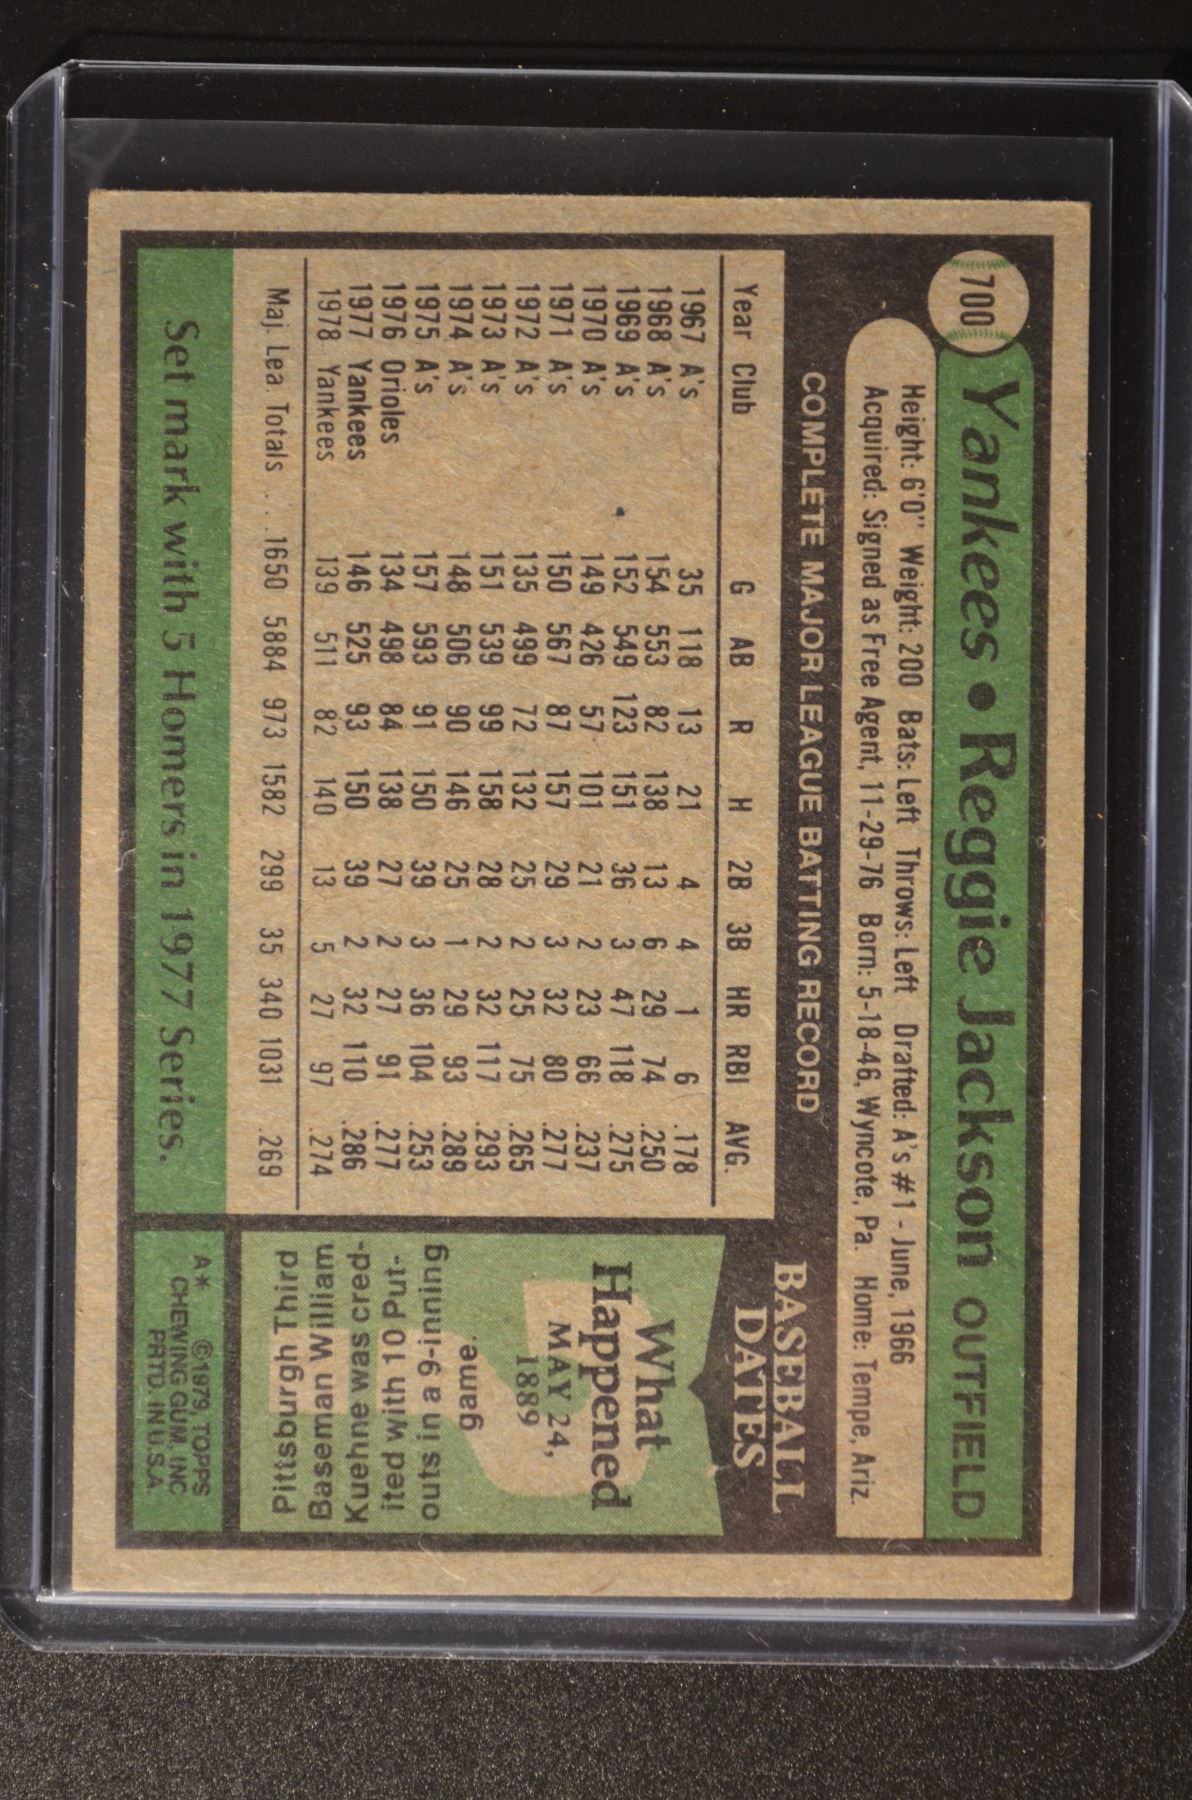 700
Yankees • Reggie Jackson OUTFIELD
Height: 6'0" Weight: 200 Bats: Left Throws: Left Drafted: A's #1 - June, 1966
Acquired: Signed as Free Agent, 11-29-76 Born: 5-18-46, Wyncote, Pa. Home: Tempe, Ariz.
COMPLETE MAJOR LEAGUE BATTING RECORD
Year Club G AB R H 2B 3B HR RBI AVG.
1967 A's 35 118 13 21 4 4 1 6 .178
1968 A's 154 553 82 138 13 6 29 74 .250
1969 A's 152 549 123 151 36 3 47 118 .275
1970 A's 149 426 57 101 21 2 23 66 .237
1971 A's 150 567 87 157 29 3 32 80 .277
1972 A's 135 499 72 132 25 2 25 75 .265
1973 A's 151 539 99 158 28 2 32 117 .293
1974 A's 148 506 90 146 25 1 29 93 .289
1975 A's 157 593 91 150 39 3 36 104 .253
1976 Orioles 134 498 84 138 27 2 27 91 .277
1977 Yankees 146 525 93 150 39 2 32 110 .286
1978 Yankees 139 511 82 140 13 5 27 97 .274
Maj. Lea. Totals . . .1650 5884 973 1582 299 35 340 1031 .269
Set mark with 5 Homers in 1977 Series.
BASEBALL
DATES
What
Happened
MAY 24,
1889
Pittsburgh Third
Baseman William
Kuehne was cred-
ited with 10 Put-
outs in a 9-inning
game.
A* ©1979, TOPPS
CHEWING GUM, INC
PRTD. IN U.S.A.